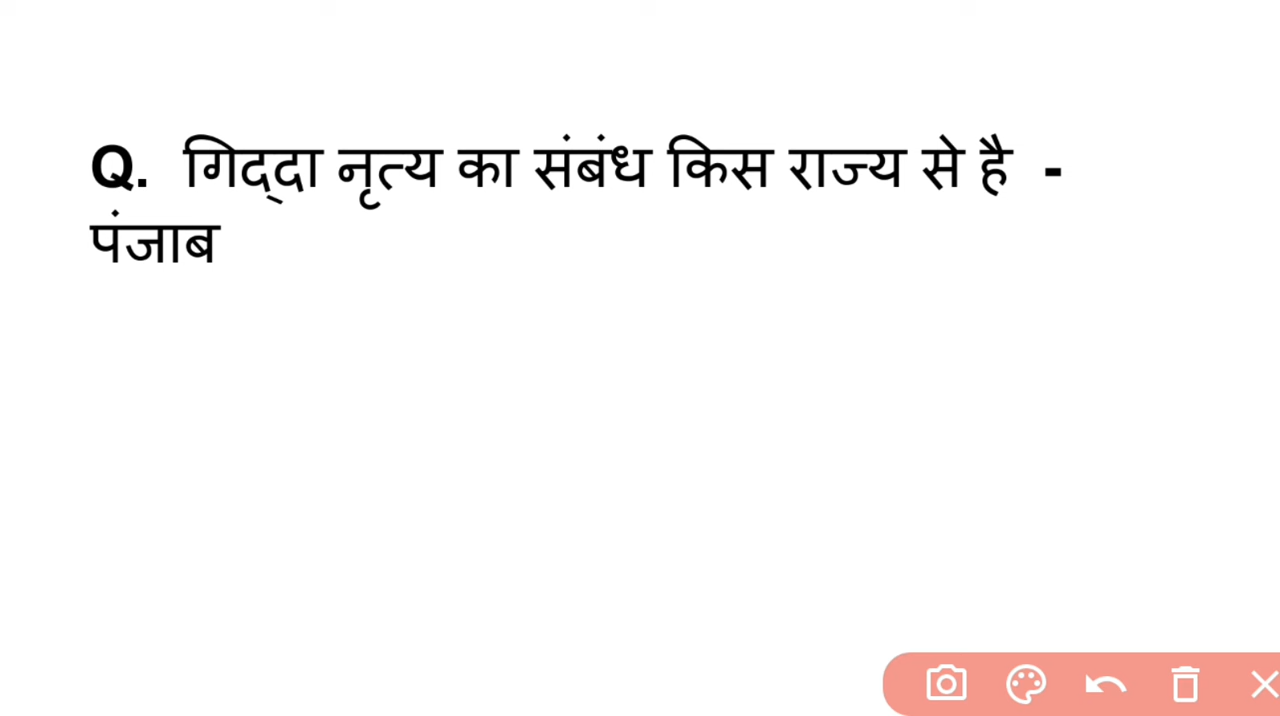 Q. गिद्दा नृत्य का संबंध किस राज्य से है -
पंजाब